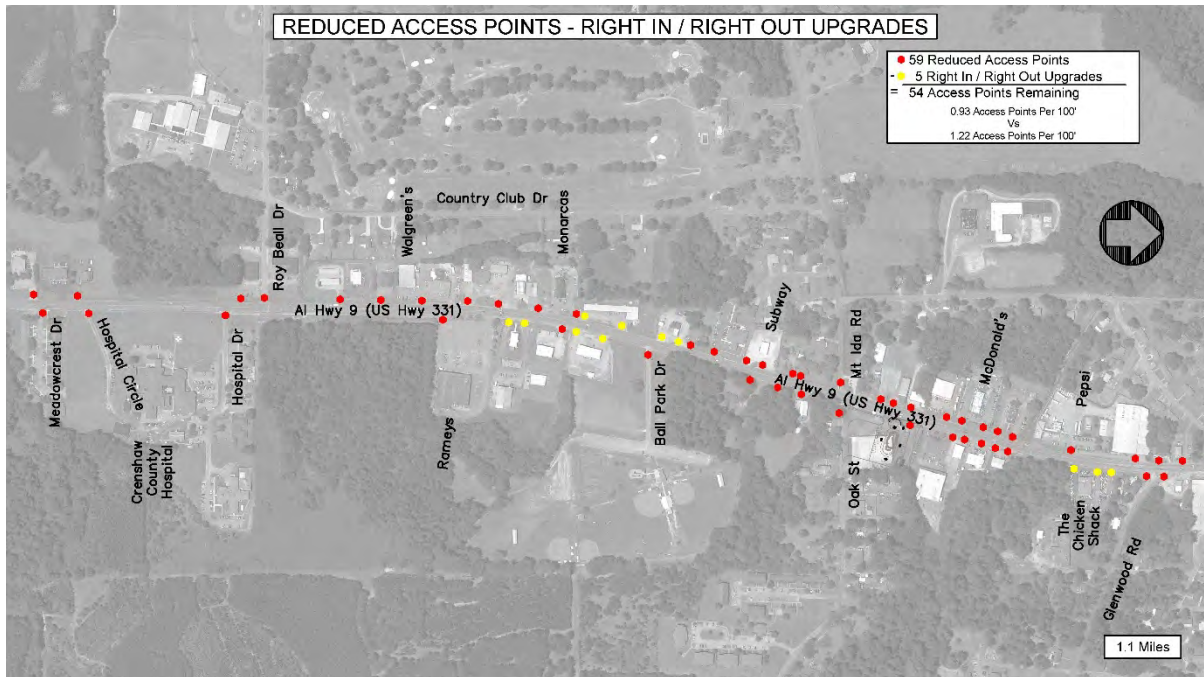 REDUCED ACCESS POINTS - RIGHT IN / RIGHT OUT UPGRADES
59 Reduced Access Points
- 5 Right In / Right Out Upgrades
= 54 Access Points Remaining
0.93 Access Points Per 100'
Vs
1.22 Access Points Per 100'
Meadowcrest Dr
Hospital Circle
Crenshaw
County
Hospital
Hospital Dr
Roy Beall Dr
Walgreen's
Country Club Dr
Monarcas
Al Hwy 9 (US Hwy 331)
Rameys
Ball Park Dr
Subway
Mt Ida Rd
Al Hwy 9 (US Hwy 331)
Oak St
McDonald's
Pepsi
The
Chicken
Shack
Glenwood Rd
1.1 Miles